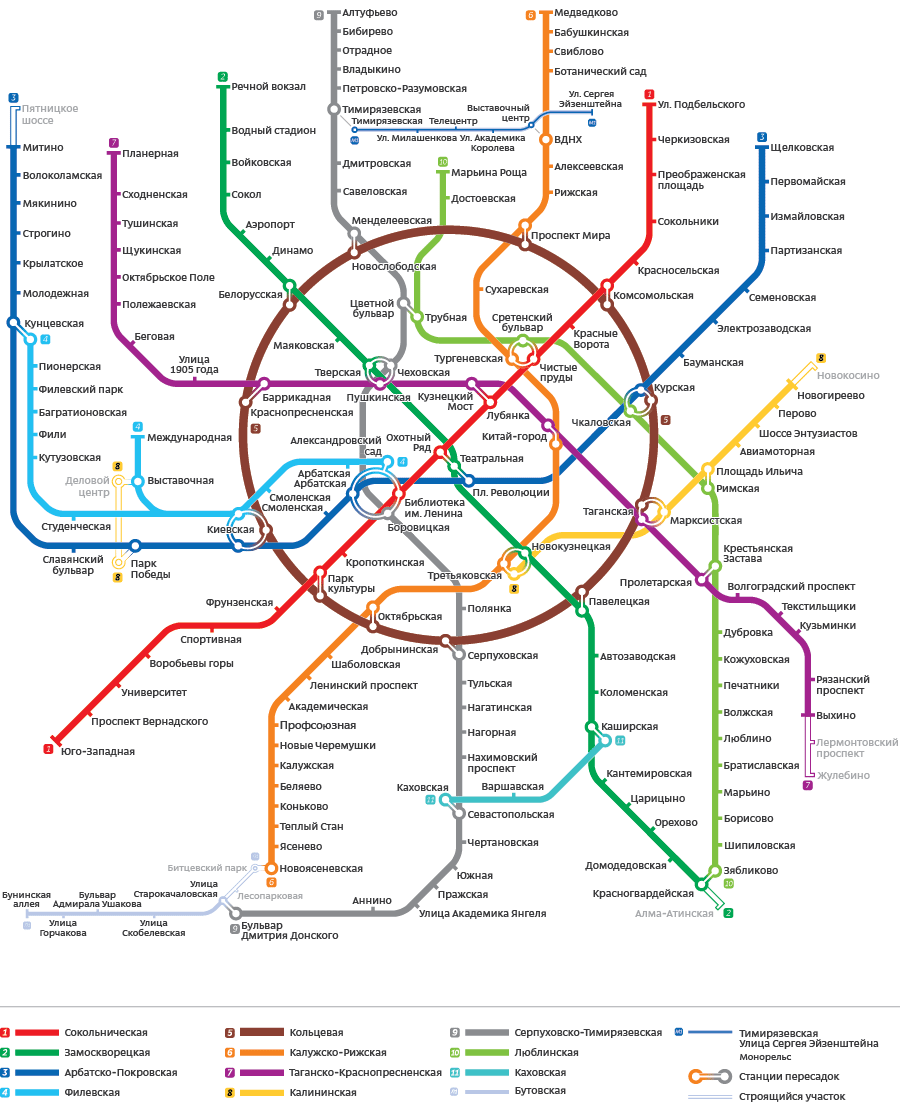 9
Алтуфьево
Бибирево
Отрадное
Владыкино
Петровско-Разумовская
Тимирязевская
Дмитровская
Савеловская
Менделеевская
6
Медведково
Бабушкинская
Свиблово
Ботанический сад
ВДНХ
Алексеевская
Рижская
Проспект Мира
Тимирязевская
Телецентр
Выставочный
центр
Ул. Сергея
Эйзенштейна
Ул. Милашенкова
Ул. Академика
Королева
3
Пятницкое
шоссе
Митино
Волоколамская
Мякинино
Строгино
Крылатское
Молодежная
Кунцевская
4
Пионерская
Филевский парк
Багратионовская
Фили
Кутузовская
Студенческая
7
Планерная
Сходненская
Тушинская
Щукинская
Октябрьское Поле
Полежаевская
Беговая
Улица
1905 года
2
Речной вокзал
Водный стадион
Войковская
Сокол
Аэропорт
Динамо
Белорусская
Маяковская
Тверская
10
Марьина Роща
Достоевская
1
Ул. Подбельского
Черкизовская
Преображенская
площадь
Сокольники
Красносельская
Комсомольская
Красные
Ворота
3
Щелковская
Первомайская
Измайловская
Партизанская
Семеновская
Электрозаводская
Бауманская
Курская
Новослободская
Цветной
бульвар
Трубная
Сухаревская
Сретенский
бульвар
Тургеневская
Чистые
пруды
Чеховская
Пушкинская
Кузнецкий
Мост
Лубянка
Китай-город
Чкаловская
5
8
Новокосино
Новогиреево
Перово
Шоссе Энтузиастов
Авиамоторная
Площадь Ильича
Римская
Баррикадная
Краснопресненская
5
Александровский
сад
4
Охотный
Ряд
Театральная
Пл. Революции
4
Международная
8
Деловой
центр
Выставочная
Арбатская
Арбатская
Смоленская
Смоленская
Киевская
Библиотека
им. Ленина
Боровицкая
Таганская
Марксистская
Славянский
бульвар
8
Парк
Победы
Кропоткинская
Парк
культуры
Фрунзенская
Спортивная
Воробьевы горы
Университет
Проспект Вернадского
1
Юго-Западная
Новокузнецкая
Третьяковская
8
Полянка
Октябрьская
Добрынинская
Серпуховская
Павелецкая
Пролетарская
Крестьянская
Застава
Волгоградский проспект
Текстильщики
Кузьминки
Рязанский
проспект
Выхино
Лермонтовский
проспект
Жулебино
7
Шаболовская
Ленинский проспект
Академическая
Профсоюзная
Новые Черемушки
Калужская
Беляево
Коньково
Теплый Стан
Ясенево
Новоясеневская
6
Тульская
Нагатинская
Нагорная
Нахимовский
проспект
Каховская
11
Варшавская
Севастопольская
Чертановская
Южная
Пражская
Улица Академика Янгеля
Аннино
Автозаводская
Коломенская
Каширская
11
Кантемировская
Царицыно
Орехово
Домодедовская
Красногвардейская
Алма-Атинская
2
Дубровка
Кожуховская
Печатники
Волжская
Люблино
Братиславская
Марьино
Борисово
Шипиловская
Зябликово
10
Битцевский парк
Лесопарковая
Улица
Старокачаловская
Бунинская
аллея
Бульвар
Адмирала Ушакова
Улица
Горчакова
Улица
Скобелевская
9
Бульвар
Дмитрия Донского
1
Сокольническая
2
Замоскворецкая
3
Арбатско-Покровская
4
Филевская
5
Кольцевая
6
Калужско-Рижская
7
Таганско-Краснопресненская
8
Калининская
9
Серпуховско-Тимирязевская
10
Люблинская
11
Каховская
Бутовская
Тимирязевская
Улица Сергея Эйзенштейна
Монорельс
Станции пересадок
Строящийся участок